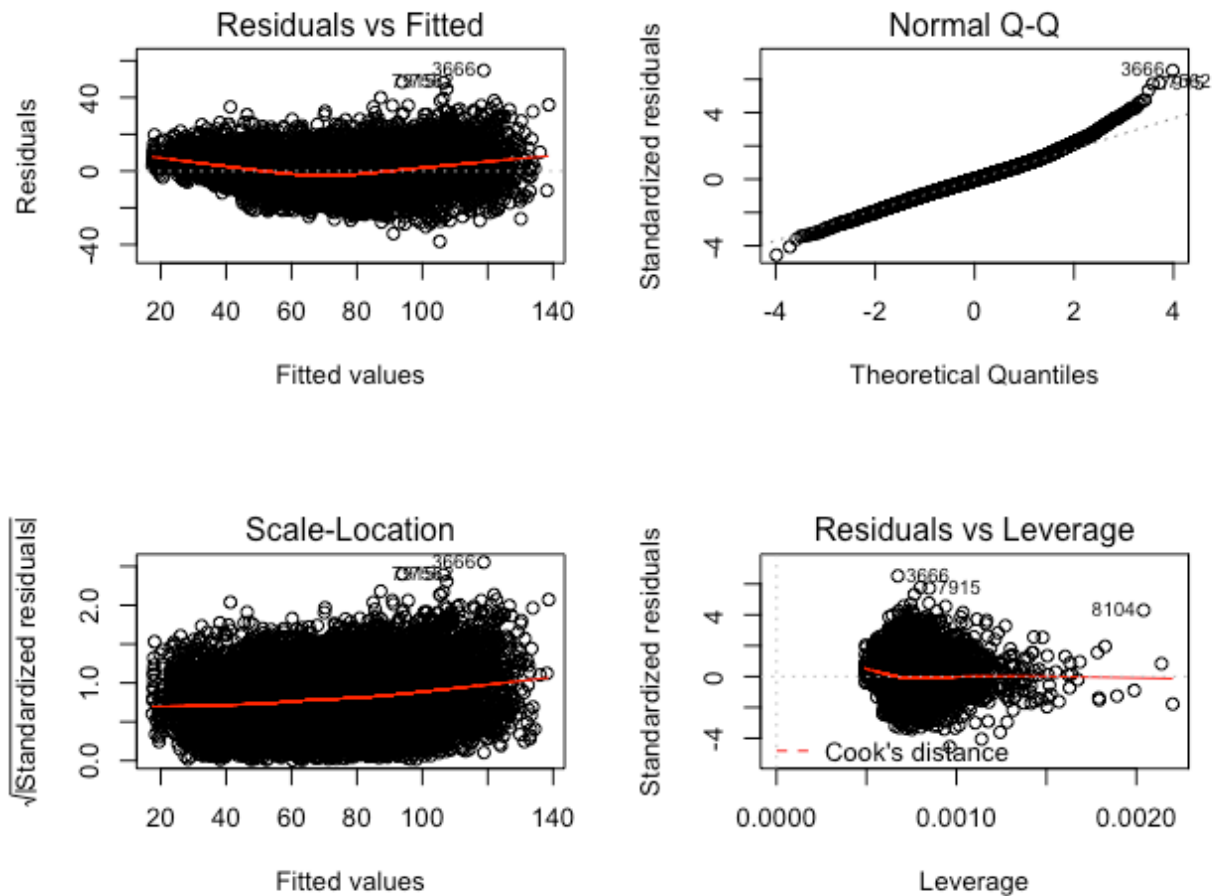 Residuals vs Fitted
Residuals
40
0
-40
3666
20
40
60
80
100
140
Fitted values
Normal Q-Q
Standardized residuals
4
0
-4
3666
-4
-2
0
2
4
Theoretical Quantiles
Scale-Location
√|Standardized residuals|
2.0
1.0
0.0
3666
20
40
60
80
100
140
Fitted values
Residuals vs Leverage
Standardized residuals
4
0
-4
3666
7915
8104
Cook's distance
0.0000
0.0010
0.0020
Leverage